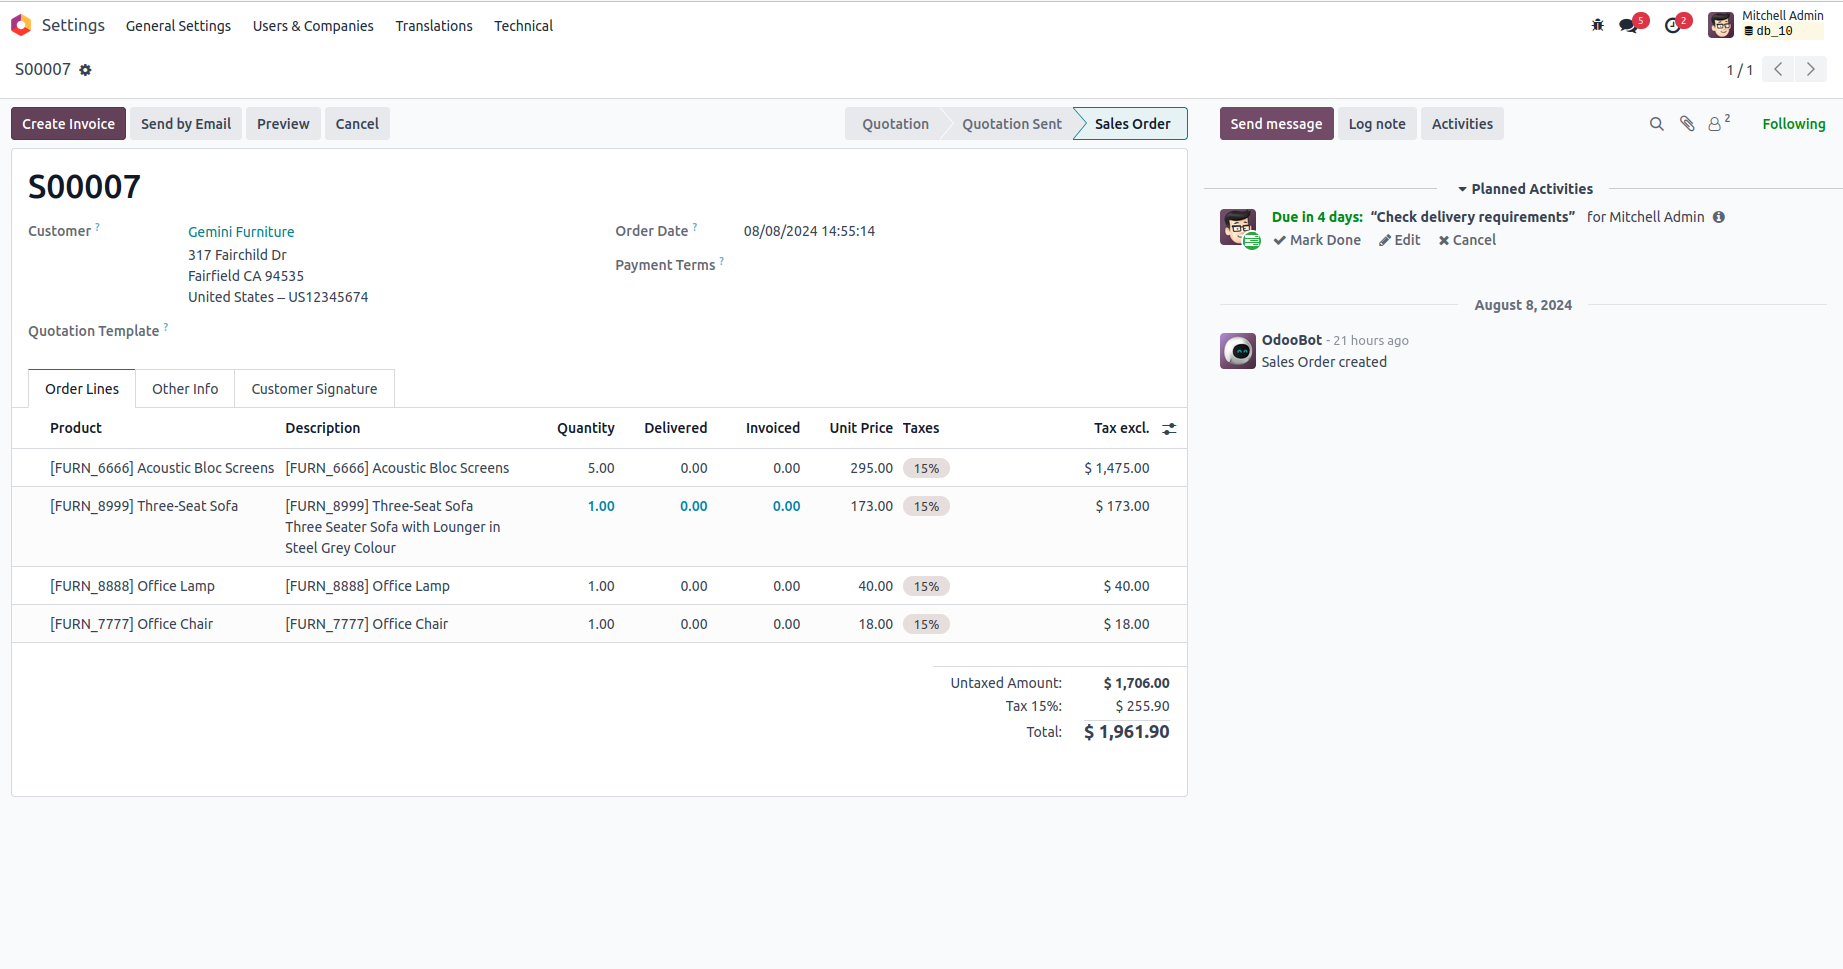 Settings General Settings Users & Companies Translations Technical 5 2 Mitchell Admin
db_10
S00007 1 / 1
Create Invoice Send by Email Preview Cancel Quotation Quotation Sent Sales Order Send message Log note Activities 2 Following
S00007
Customer ? Gemini Furniture
317 Fairchild Dr
Fairfield CA 94535
United States – US12345674
Order Date ? 08/08/2024 14:55:14
Payment Terms ?
Quotation Template ?
Order Lines Other Info Customer Signature
Product Description Quantity Delivered Invoiced Unit Price Taxes Tax excl.
[FURN_6666] Acoustic Bloc Screens [FURN_6666] Acoustic Bloc Screens 5.00 0.00 0.00 295.00 15% $ 1,475.00
[FURN_8999] Three-Seat Sofa [FURN_8999] Three-Seat Sofa 1.00 0.00 0.00 173.00 15% $ 173.00
Three Seater Sofa with Lounger in
Steel Grey Colour
[FURN_8888] Office Lamp [FURN_8888] Office Lamp 1.00 0.00 0.00 40.00 15% $ 40.00
[FURN_7777] Office Chair [FURN_7777] Office Chair 1.00 0.00 0.00 18.00 15% $ 18.00
Untaxed Amount: $ 1,706.00
Tax 15%: $ 255.90
Total: $ 1,961.90
Planned Activities
Due in 4 days: “Check delivery requirements” for Mitchell Admin
Mark Done Edit Cancel
August 8, 2024
OdooBot - 21 hours ago
Sales Order created